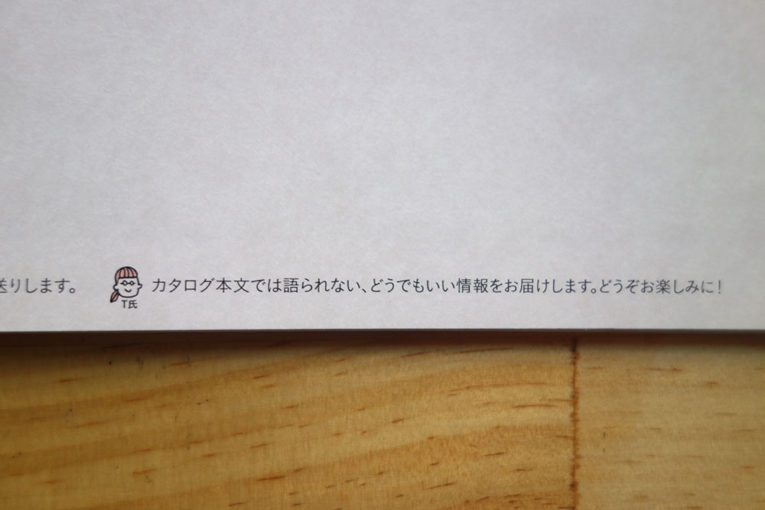 送りします。 カタログ本文では語られない、どうでもいい情報をお届けします。どうぞお楽しみに!
T氏